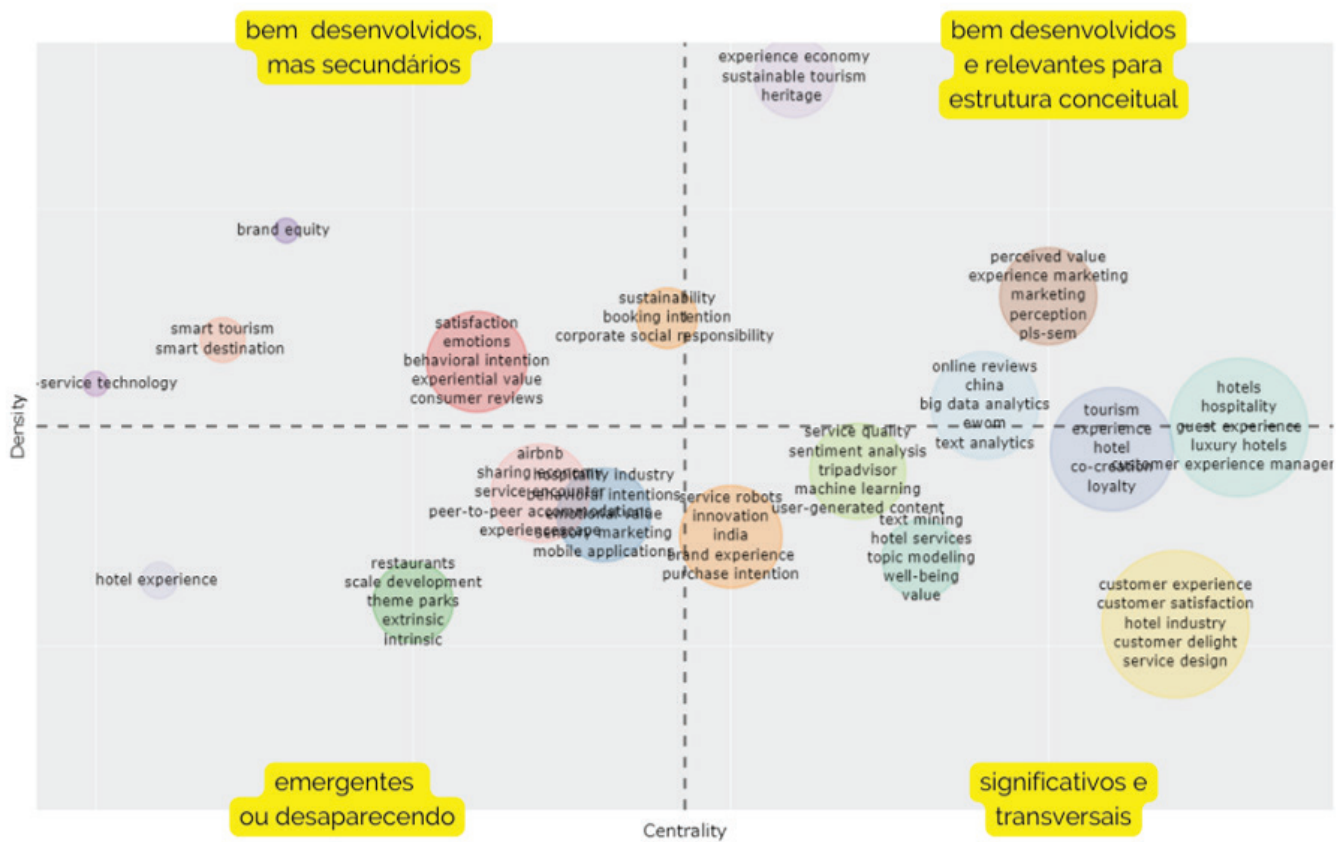 bem desenvolvidos,
mas secundários
bem desenvolvidos
e relevantes para
estrutura conceitual
experience economy
sustainable tourism
heritage
brand equity
smart tourism
smart destination
-service technology
satisfaction
emotions
behavioral intention
experiential value
consumer reviews
sustainability
booking intention
corporate social responsibility
perceived value
experience marketing
marketing
perception
pls-sem
online reviews
china
big data analytics
ewom
text analytics
tourism
experience
hotel
co-creation
loyalty
hotels
hospitality
guest experience
luxury hotels
customer experience manager
Density
service quality
sentiment analysis
tripadvisor
machine learning
user-generated content
airbnb
sharing economy
service encounter
peer-to-peer accommodations
experiencescape
hospitality industry
behavioral intentions
emotional value
sensory marketing
mobile applications
service robots
innovation
india
brand experience
purchase intention
text mining
hotel services
topic modeling
well-being
value
hotel experience
restaurants
scale development
theme parks
extrinsic
intrinsic
customer experience
customer satisfaction
hotel industry
customer delight
service design
emergentes
ou desaparecendo
significativos e
transversais
Centrality